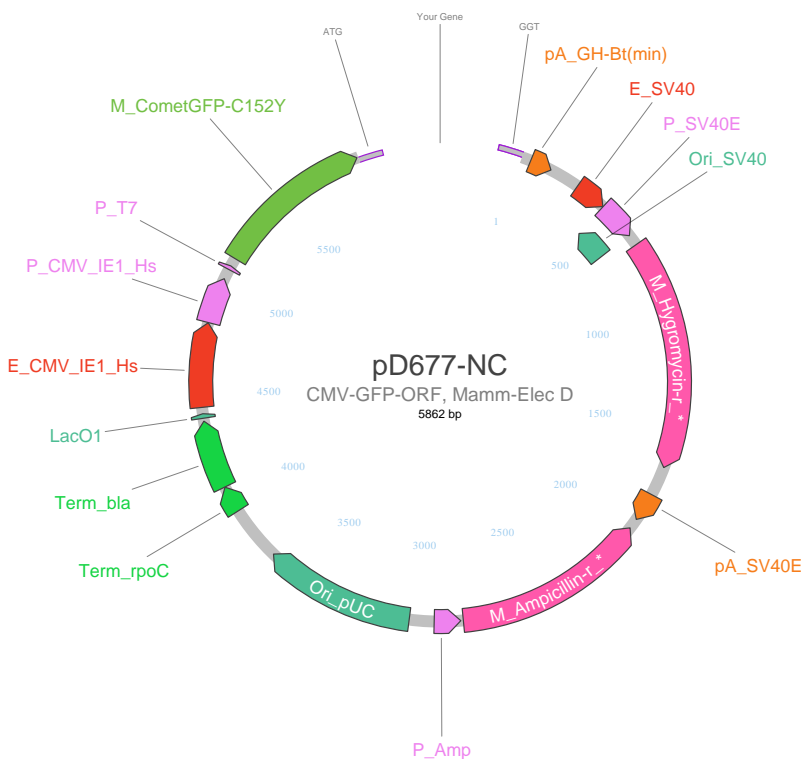 Your Gene
ATG
GGT
pA_GH-Bt(min)
E_SV40
M_CometGFP-C152Y
P_SV40E
Ori_SV40
P_T7
1
5500
500
P_CMV_IE1_Hs
5000
1000
M_Hygromycin-r_*
pD677-NC
E_CMV_IE1_Hs
CMV-GFP-ORF, Mamm-Elec D
4500
5862 bp
1500
LacO1
4000
2000
Term_bla
3500
2500
3000
Term_rpoC
pA_SV40E
Ori_pUC
M_Ampicillin-r_*
P_Amp